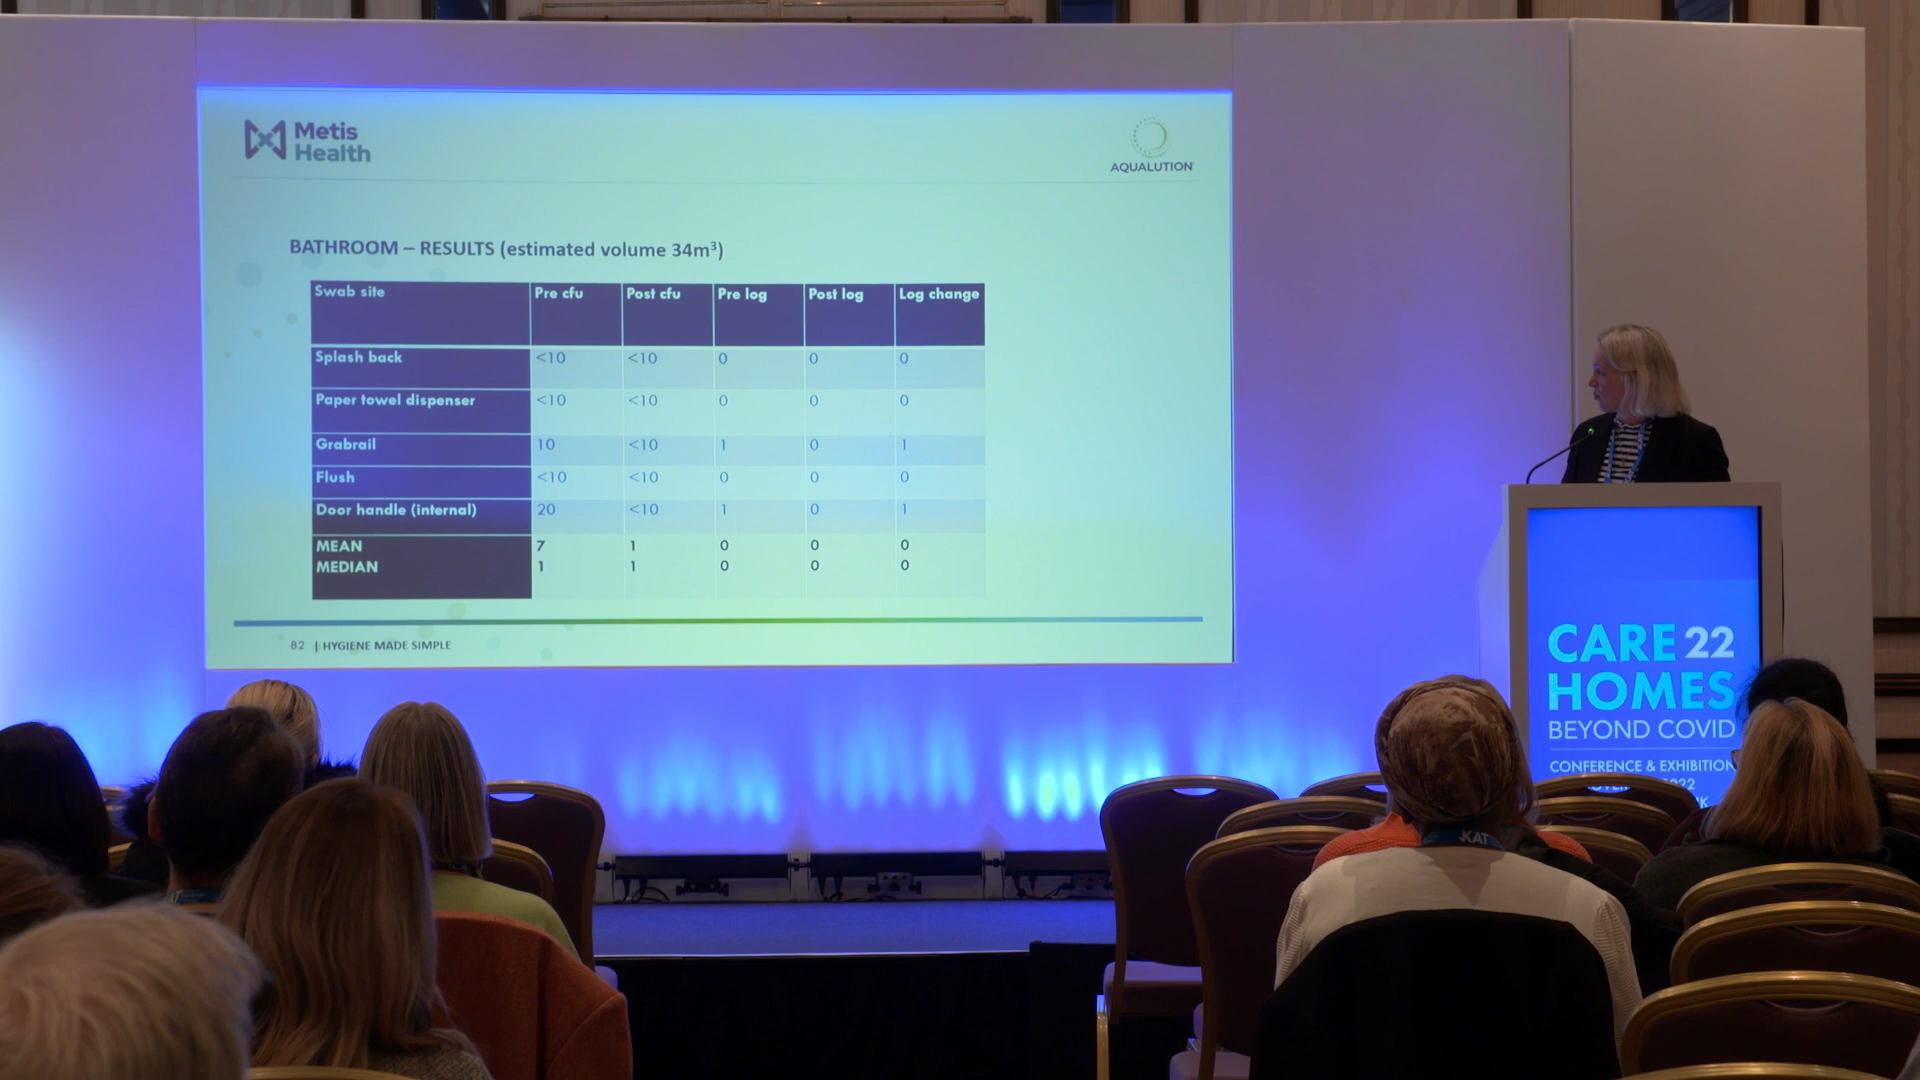 Metis
Health
AQUALUTION
BATHROOM – RESULTS (estimated volume 34m³)
Swab site Pre cfu Post cfu Pre log Post log Log change
Splash back <10 <10 0 0 0
Paper towel dispenser <10 <10 0 0 0
Grabrail 10 <10 1 0 1
Flush <10 <10 0 0 0
Door handle (internal) 20 <10 1 0 1
MEAN 7 1 0 0 0
MEDIAN 1 1 0 0 0
82 | HYGIENE MADE SIMPLE
CARE 22
HOMES
BEYOND COVID
CONFERENCE & EXHIBITION
KAT